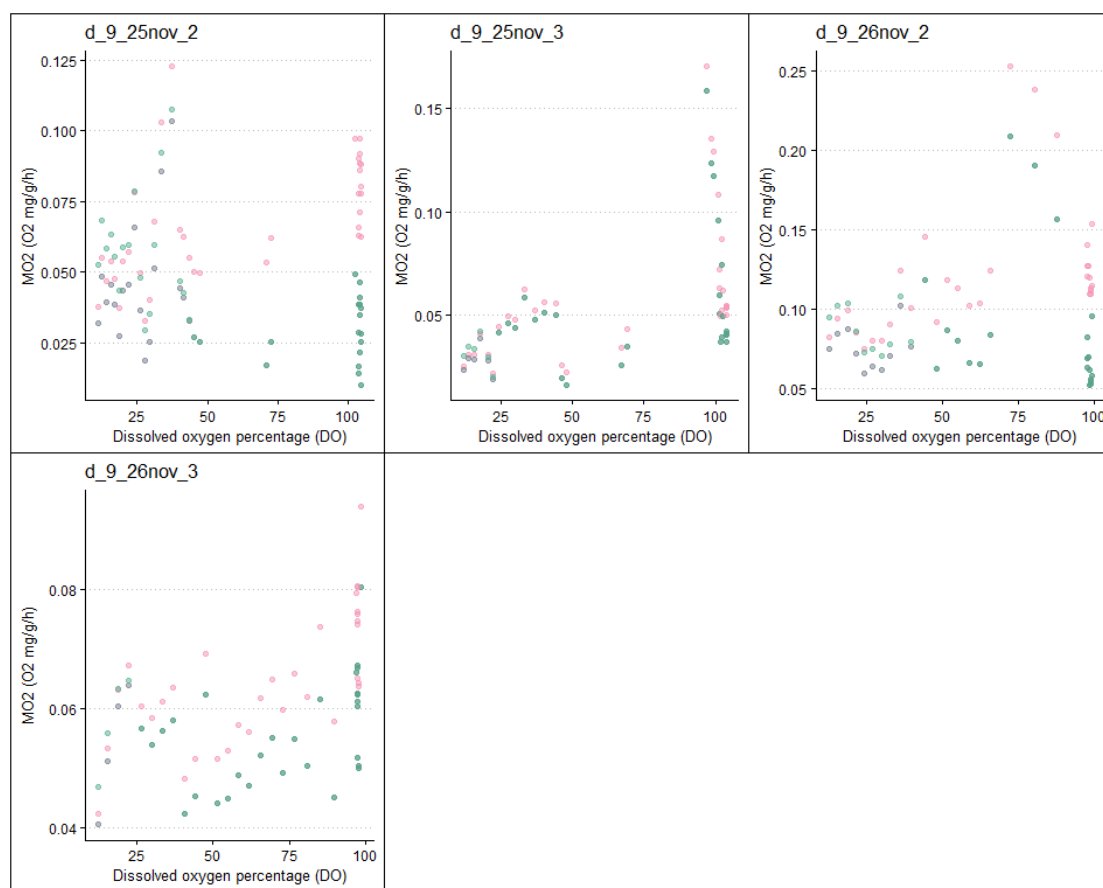 d_9_25nov_2
0.125
0.100
0.075
0.050
0.025
MO2 (O2 mg/g/h)
25
50
75
100
Dissolved oxygen percentage (DO)
d_9_25nov_3
0.15
0.10
0.05
MO2 (O2 mg/g/h)
25
50
75
100
Dissolved oxygen percentage (DO)
d_9_26nov_2
0.25
0.20
0.15
0.10
0.05
MO2 (O2 mg/g/h)
25
50
75
100
Dissolved oxygen percentage (DO)
d_9_26nov_3
0.08
0.06
0.04
MO2 (O2 mg/g/h)
25
50
75
100
Dissolved oxygen percentage (DO)